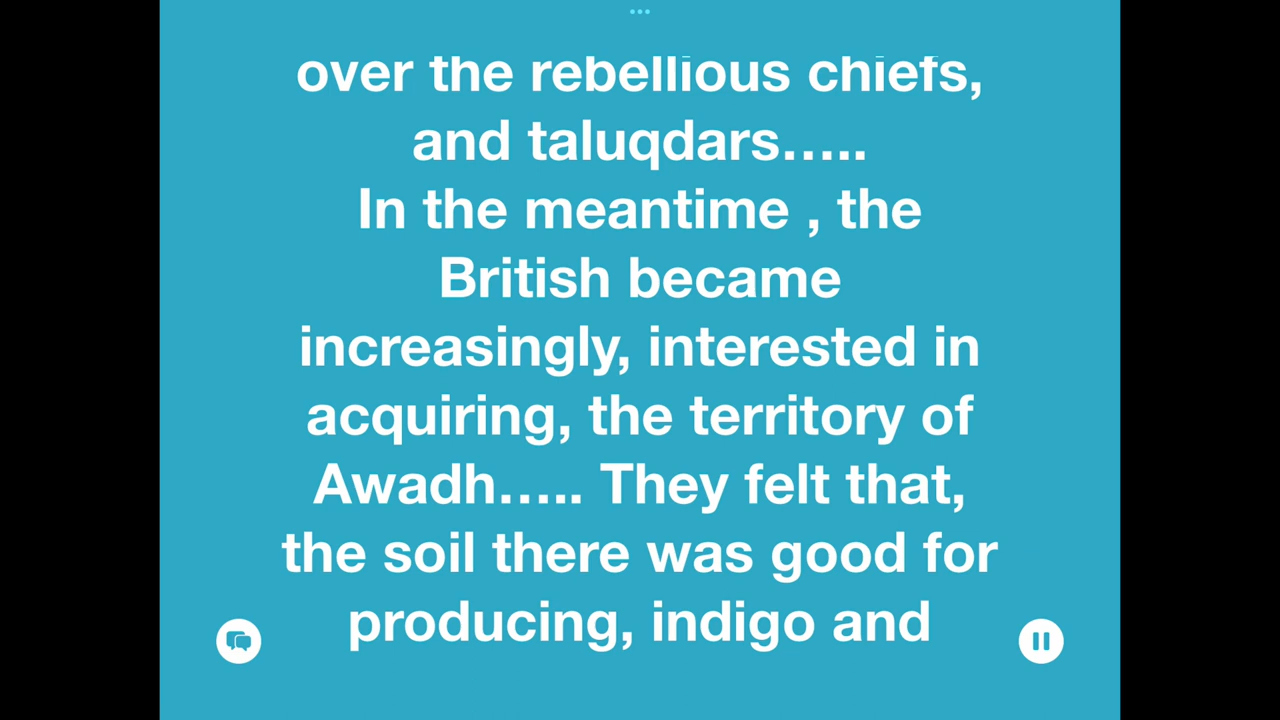 over the rebellious chiefs,
and taluqdars…..
In the meantime , the
British became
increasingly, interested in
acquiring, the territory of
Awadh….. They felt that,
the soil there was good for
producing, indigo and